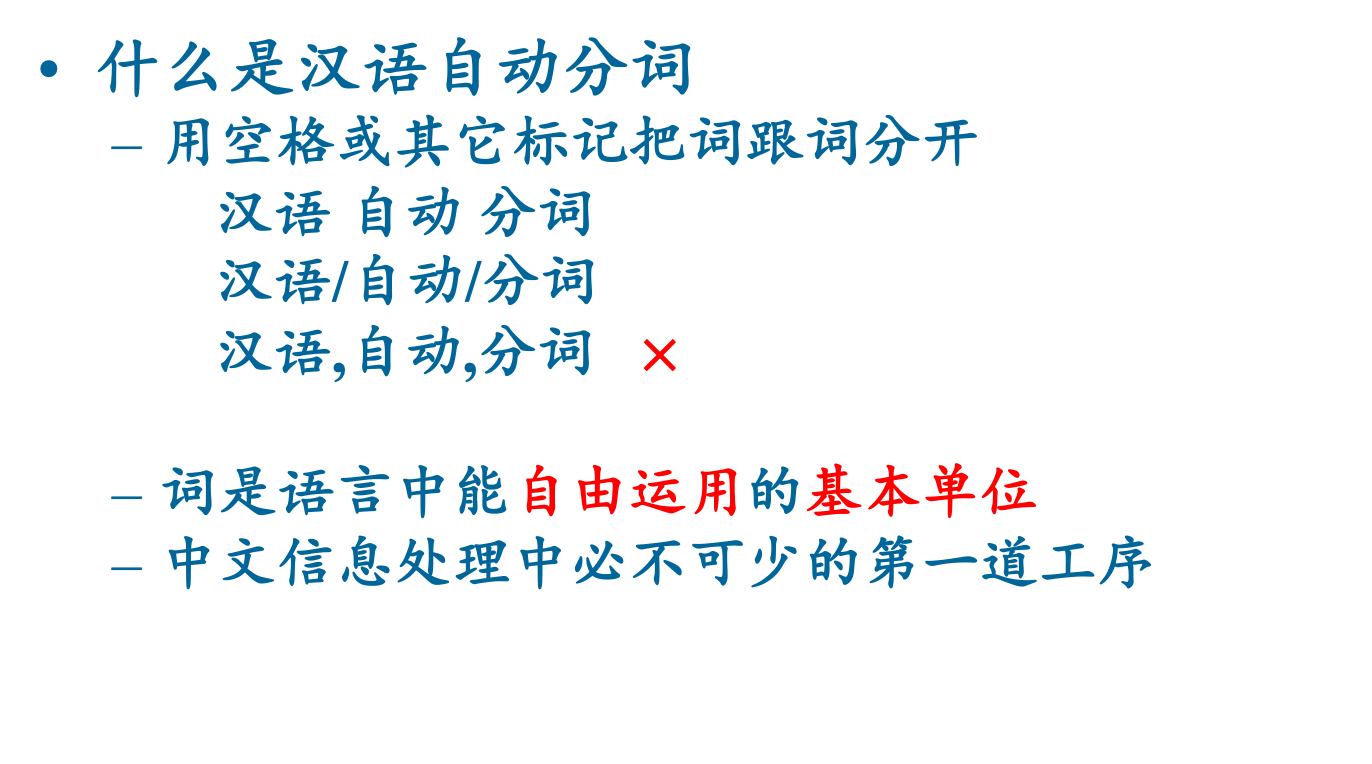 • 什么是汉语自动分词
– 用空格或其它标记把词跟词分开
汉语 自动 分词
汉语/自动/分词
汉语,自动,分词 ×
– 词是语言中能自由运用的基本单位
– 中文信息处理中必不可少的第一道工序